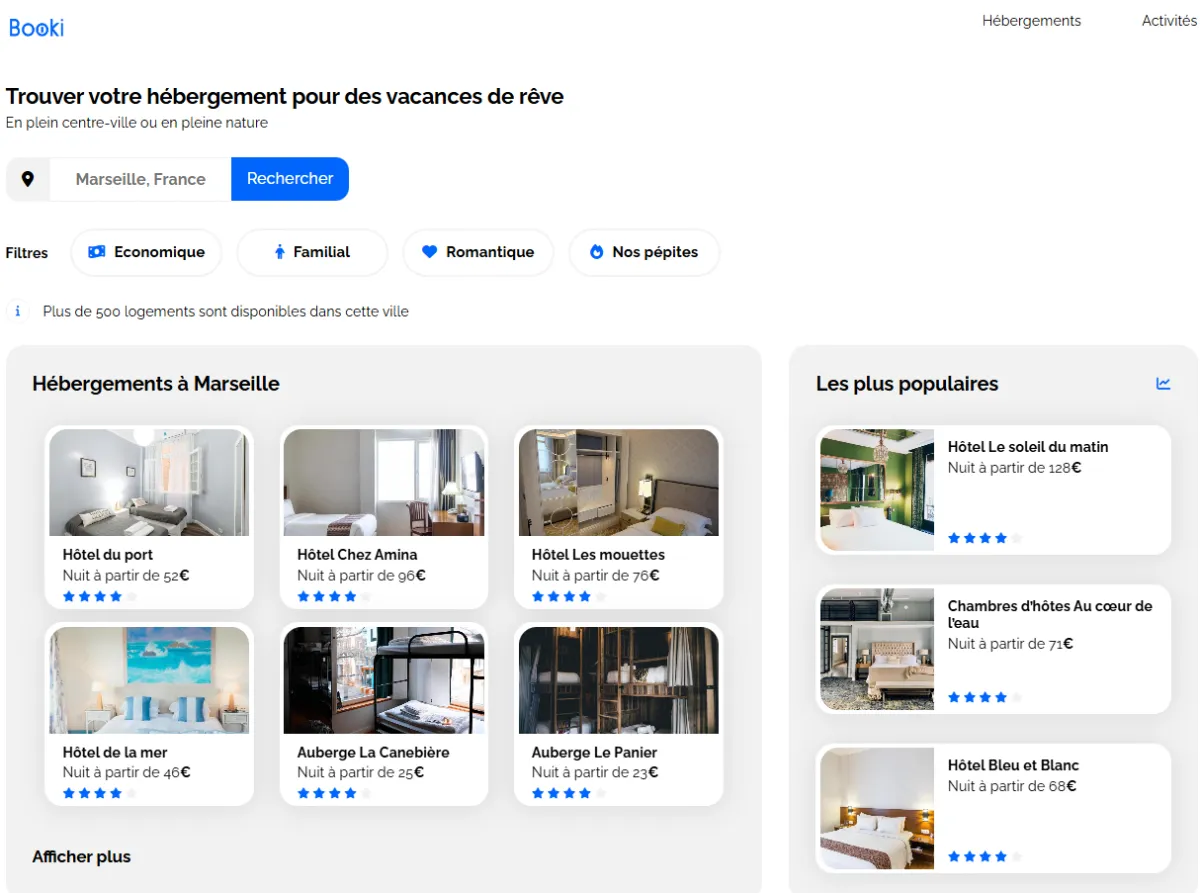 Booki
Hébergements
Activités
Trouver votre hébergement pour des vacances de rêve
En plein centre-ville ou en pleine nature
Marseille, France
Rechercher
Filtres
Economique
Familial
Romantique
Nos pépites
Plus de 500 logements sont disponibles dans cette ville
Hébergements à Marseille
Hôtel du port
Nuit à partir de 52€
Hôtel Chez Amina
Nuit à partir de 96€
Hôtel Les mouettes
Nuit à partir de 76€
Hôtel de la mer
Nuit à partir de 46€
Auberge La Canebière
Nuit à partir de 25€
Auberge Le Panier
Nuit à partir de 23€
Afficher plus
Les plus populaires
Hôtel Le soleil du matin
Nuit à partir de 128€
Chambres d'hôtes Au cœur de
l'eau
Nuit à partir de 71€
Hôtel Bleu et Blanc
Nuit à partir de 68€